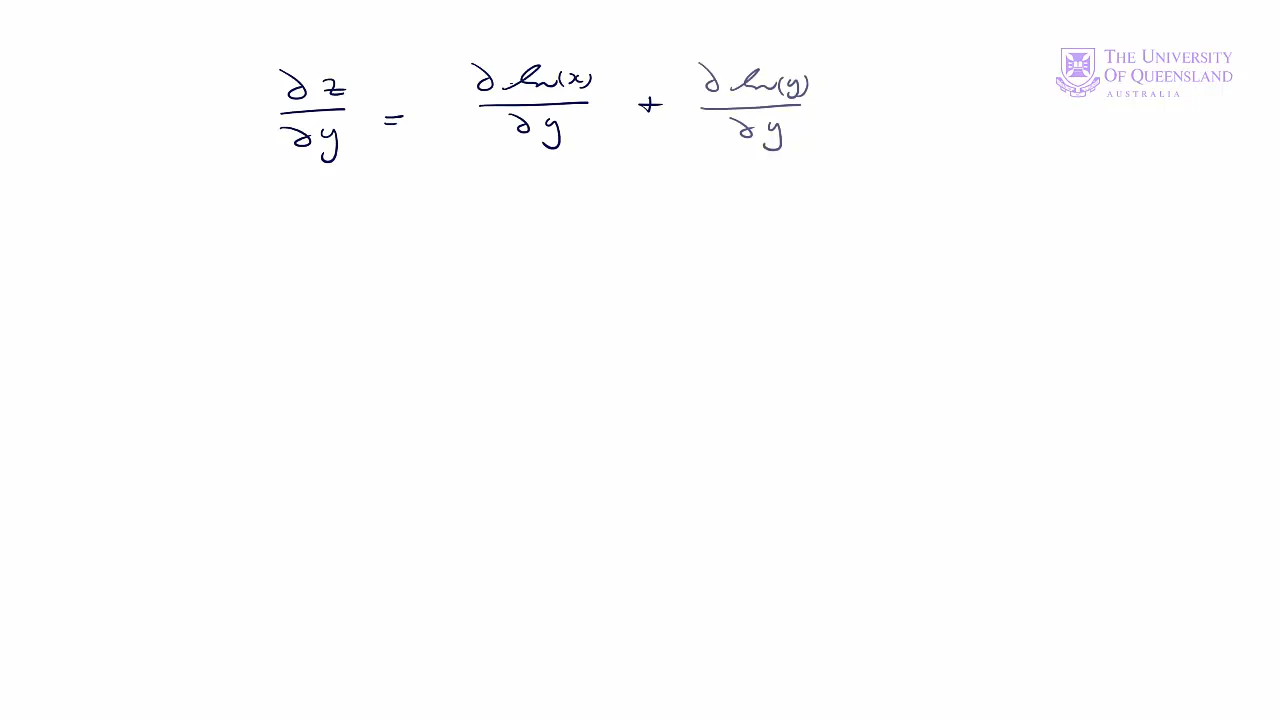 ∂z/∂y = ∂ln(x)/∂y + ∂ln(y)/∂y
THE UNIVERSITY
OF QUEENSLAND
AUSTRALIA